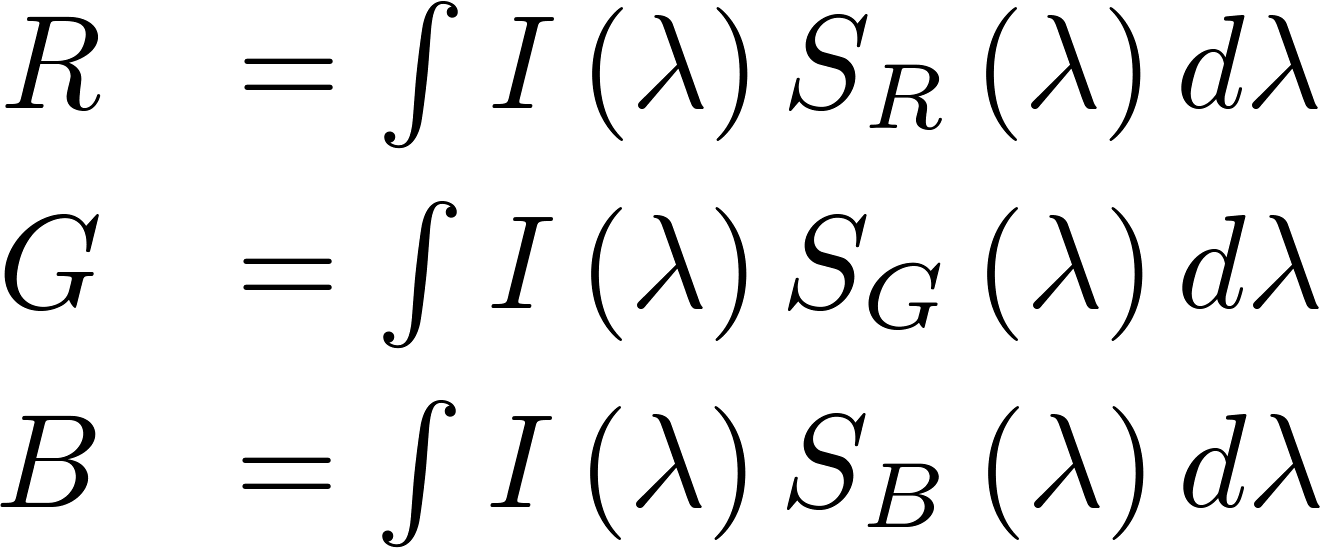 R = ∫ I (λ) S_R (λ) dλ
G = ∫ I (λ) S_G (λ) dλ
B = ∫ I (λ) S_B (λ) dλ